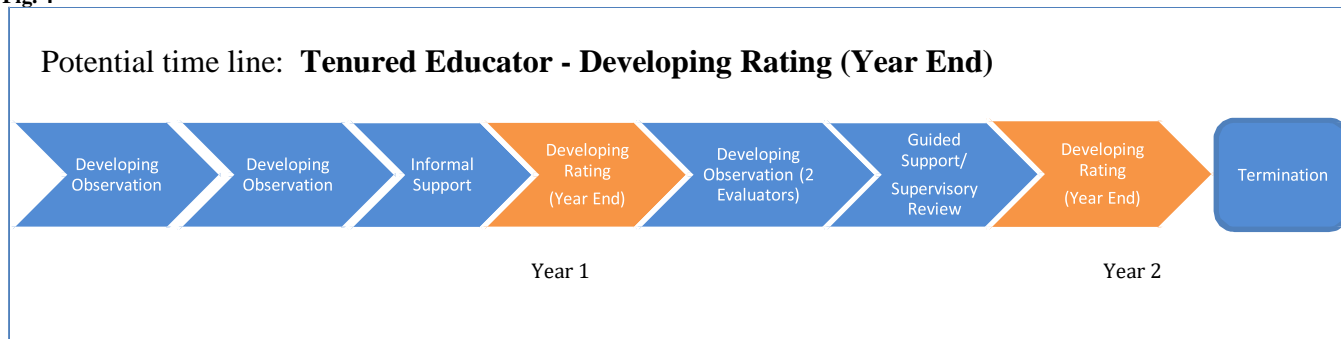 Potential time line: Tenured Educator - Developing Rating (Year End)
Developing
Observation
Developing
Observation
Informal
Support
Developing
Rating
(Year End)
Developing
Observation (2
Evaluators)
Guided
Support/
Supervisory
Review
Developing
Rating
(Year End)
Termination
Year 1
Year 2